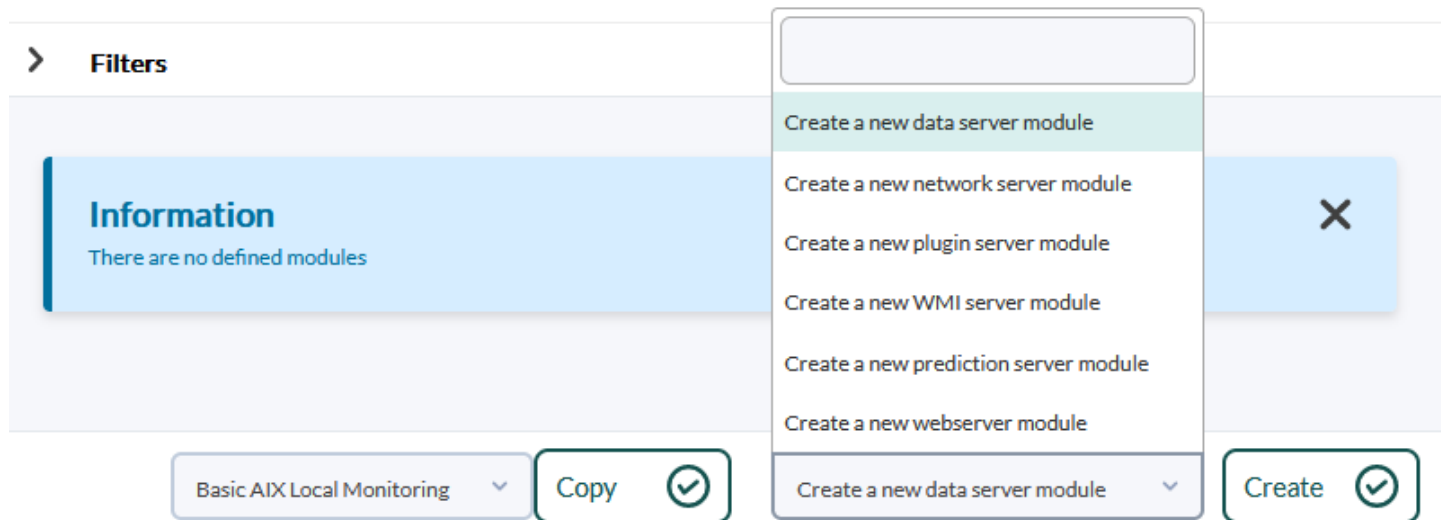 Filters
Information
There are no defined modules
Create a new data server module
Create a new network server module
Create a new plugin server module
Create a new WMI server module
Create a new prediction server module
Create a new webserver module
Basic AIX Local Monitoring
Copy
Create a new data server module
Create